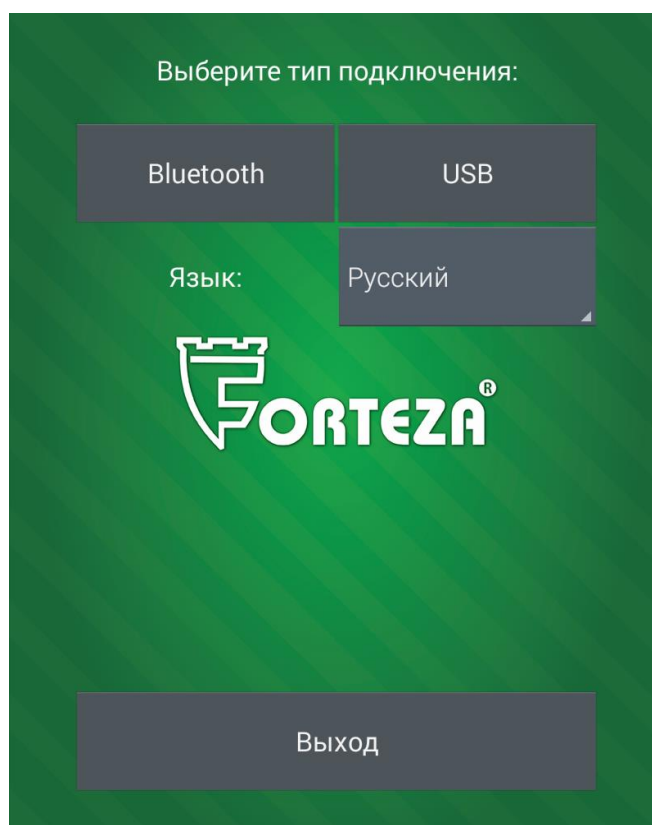 Выберите тип подключения:
Bluetooth USB
Язык: Русский
FORTEZA®
Выход